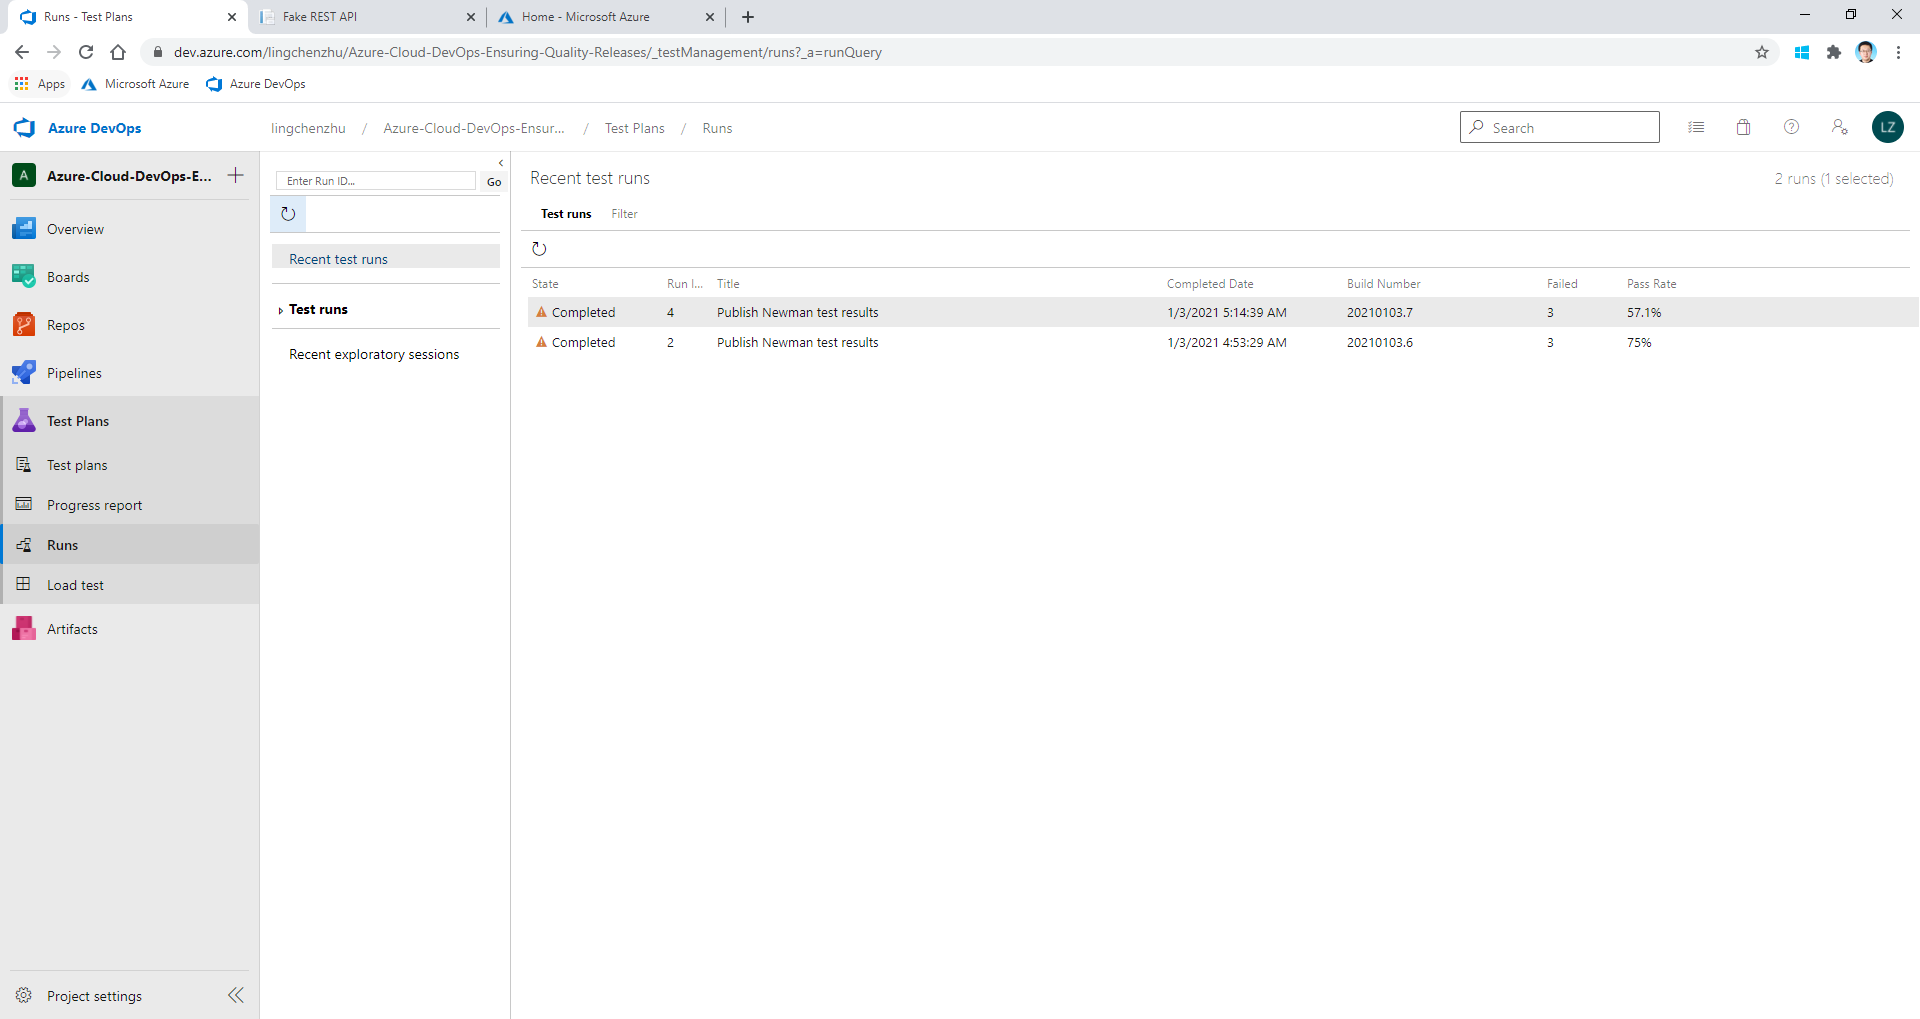 Runs - Test Plans
Fake REST API
Home - Microsoft Azure
dev.azure.com/lingchenzhu/Azure-Cloud-DevOps-Ensuring-Quality-Releases/_testManagement/runs?_a=runQuery
Apps
Microsoft Azure
Azure DevOps
Azure DevOps
lingchenzhu / Azure-Cloud-DevOps-Ensur... / Test Plans / Runs
Search
LZ
A
Azure-Cloud-DevOps-E...
Overview
Boards
Repos
Pipelines
Test Plans
Test plans
Progress report
Runs
Load test
Artifacts
Project settings
Enter Run ID...
Go
Recent test runs
Test runs
Recent exploratory sessions
Recent test runs
2 runs (1 selected)
Test runs Filter
State Run I... Title Completed Date Build Number Failed Pass Rate
Completed 4 Publish Newman test results 1/3/2021 5:14:39 AM 20210103.7 3 57.1%
Completed 2 Publish Newman test results 1/3/2021 4:53:29 AM 20210103.6 3 75%